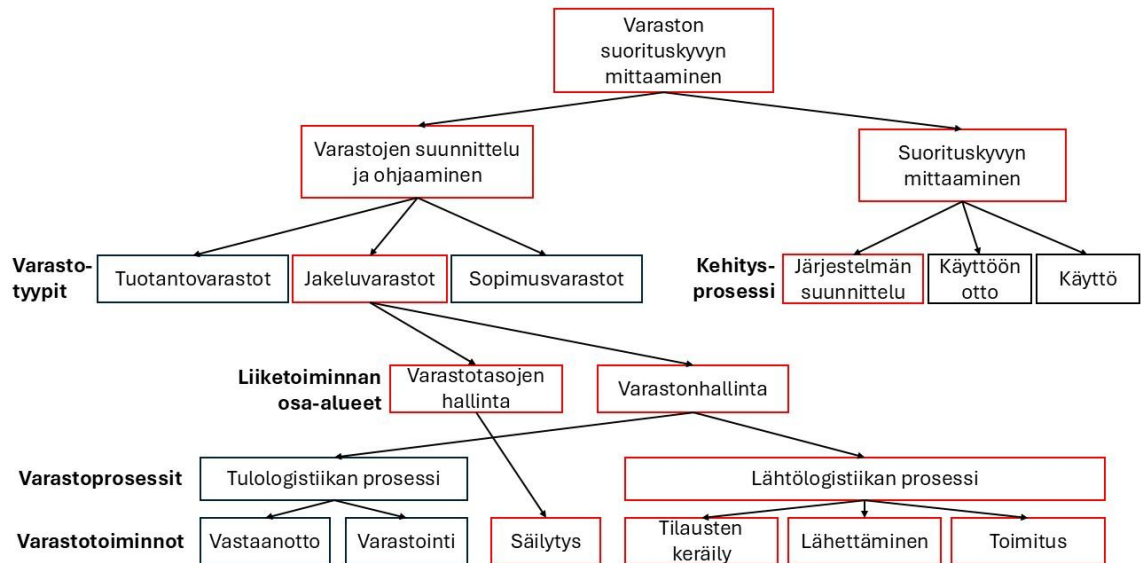 Varaston
suorituskyvyn
mittaaminen
Varastojen suunnittelu
ja ohjaaminen
Suorituskyvyn
mittaaminen
Varasto-
tyypit
Tuotantovarastot
Jakeluvarastot
Sopimusvarastot
Kehitys-
prosessi
Järjestelmän
suunnittelu
Käyttöön
otto
Käyttö
Liiketoiminnan
osa-alueet
Varastotasojen
hallinta
Varastonhallinta
Varastoprosessit
Tulologistiikan prosessi
Lähtölogistiikan prosessi
Varastotoiminnot
Vastaanotto
Varastointi
Säilytys
Tilausten
keräily
Lähettäminen
Toimitus